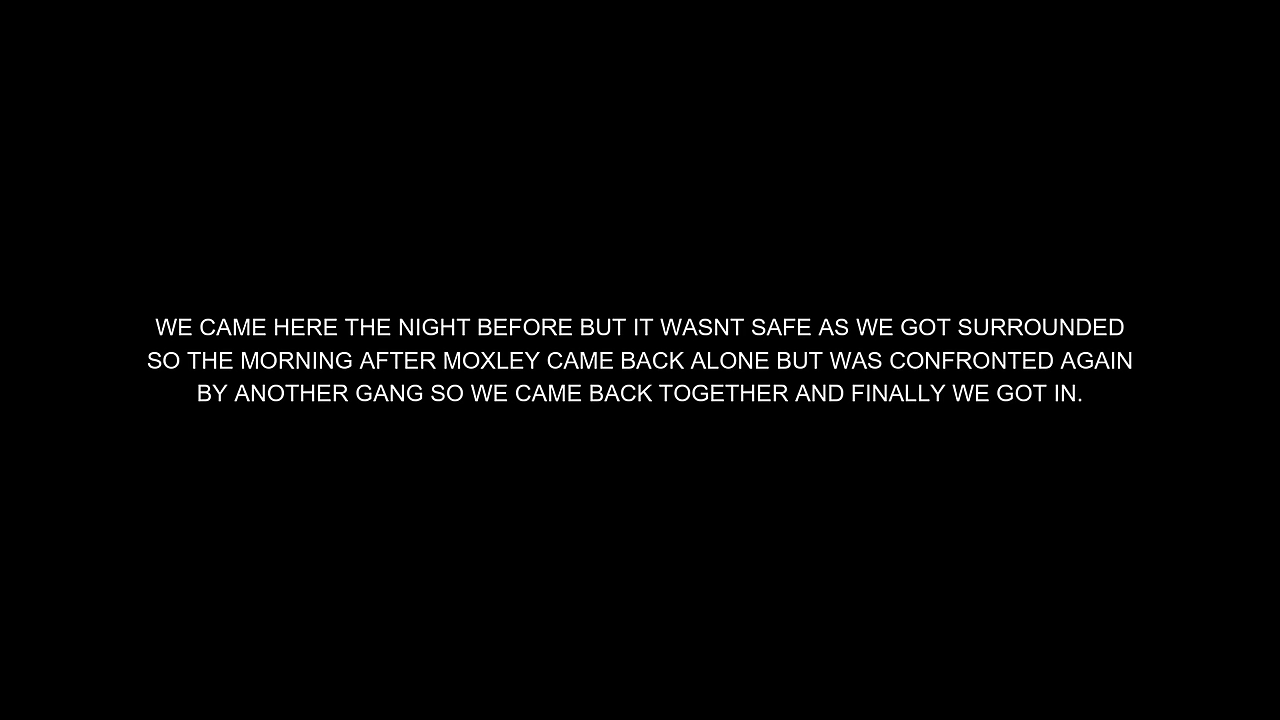 WE CAME HERE THE NIGHT BEFORE BUT IT WASNT SAFE AS WE GOT SURROUNDED
SO THE MORNING AFTER MOXLEY CAME BACK ALONE BUT WAS CONFRONTED AGAIN
BY ANOTHER GANG SO WE CAME BACK TOGETHER AND FINALLY WE GOT IN.